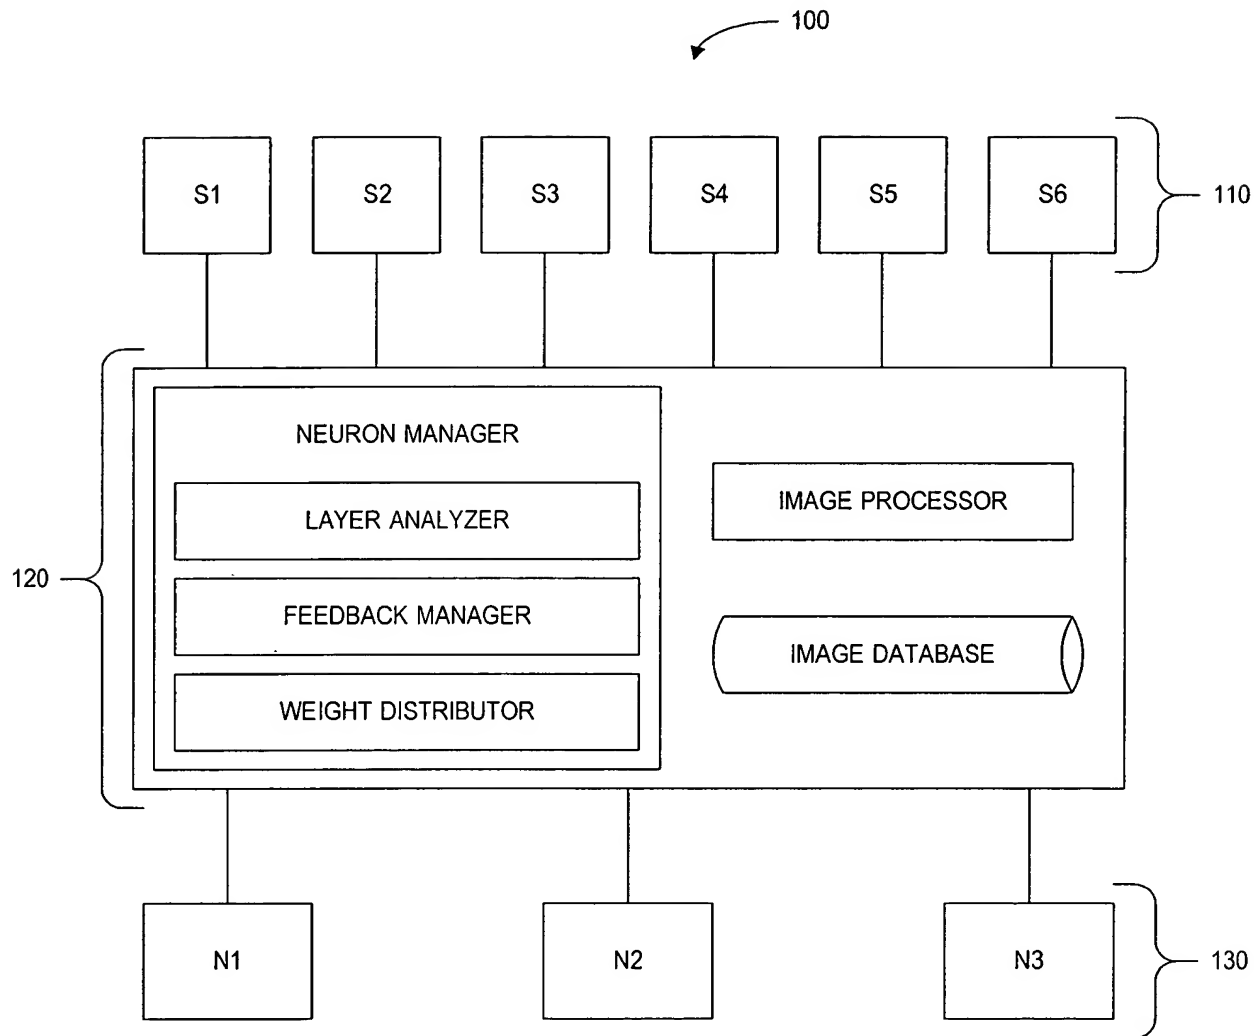 100
S1 S2 S3 S4 S5 S6
110
NEURON MANAGER
LAYER ANALYZER
FEEDBACK MANAGER
WEIGHT DISTRIBUTOR
IMAGE PROCESSOR
IMAGE DATABASE
120
N1 N2 N3
130